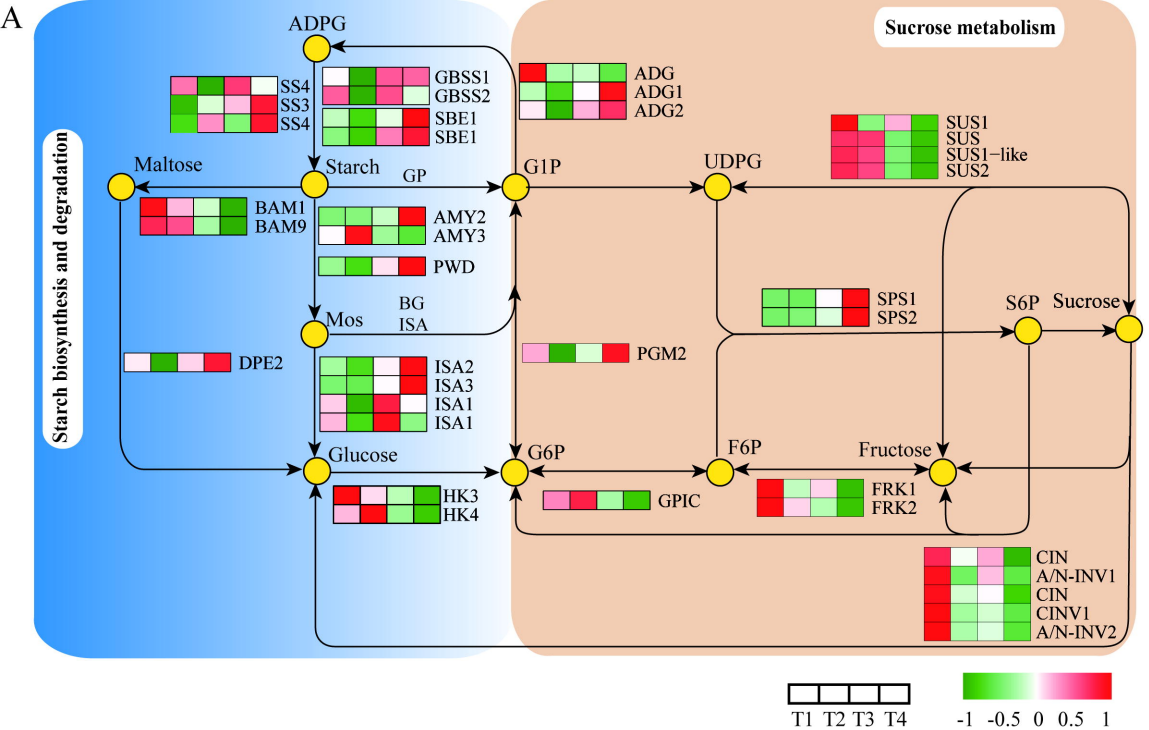 A
ADPG
Sucrose metabolism
SS4
SS3
SS4
GBSS1
GBSS2
SBE1
SBE1
ADG
ADG1
ADG2
SUS1
SUS
SUS1-like
SUS2
Starch biosynthesis and degradation
Maltose
Starch
GP
G1P
UDPG
BAM1
BAM9
AMY2
AMY3
PWD
Mos
BG
ISA
SPS1
SPS2
S6P
Sucrose
DPE2
PGM2
ISA2
ISA3
ISA1
ISA1
Glucose
G6P
F6P
Fructose
HK3
HK4
GPIC
FRK1
FRK2
CIN
A/N-INV1
CIN
CINV1
A/N-INV2
T1 T2 T3 T4
-1 -0.5 0 0.5 1